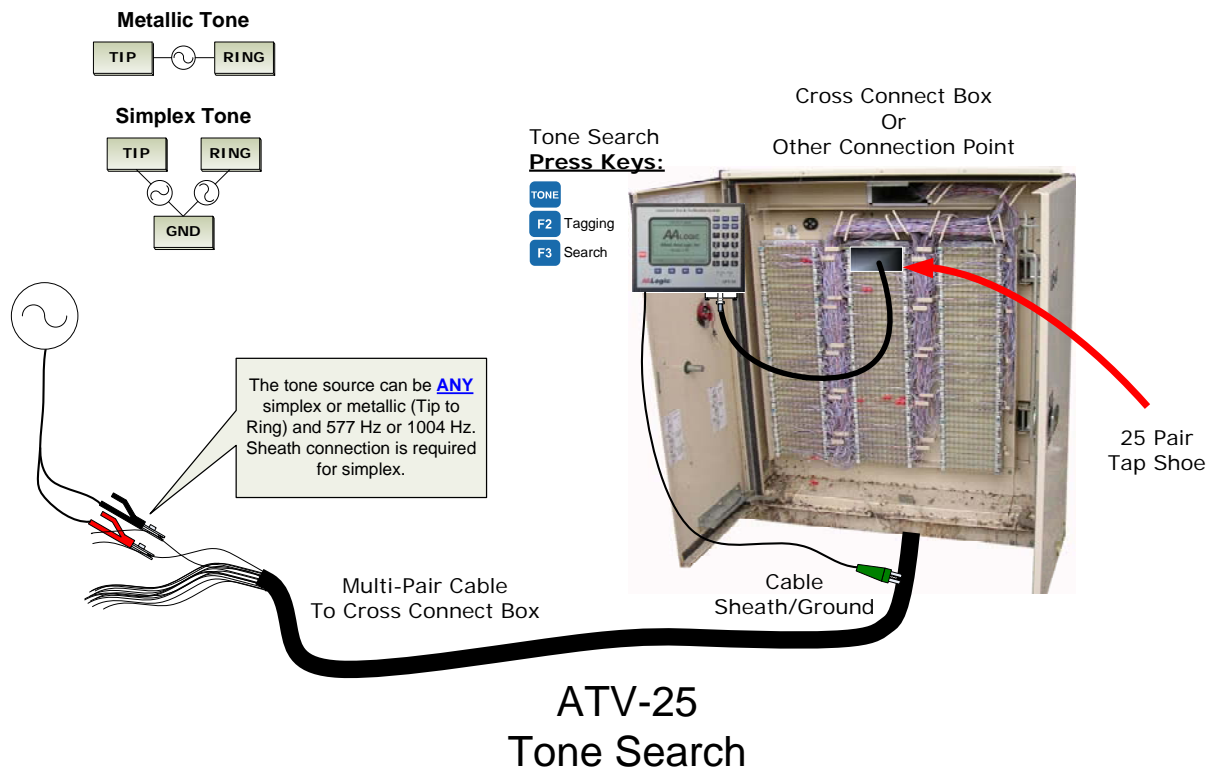 Metallic Tone
TIP
RING
Simplex Tone
TIP
RING
GND
Tone Search
Press Keys:
TONE
F2 Tagging
F3 Search
Cross Connect Box
Or
Other Connection Point
AALOGIC
AALogic
The tone source can be ANY
simplex or metallic (Tip to
Ring) and 577 Hz or 1004 Hz.
Sheath connection is required
for simplex.
25 Pair
Tap Shoe
Multi-Pair Cable
To Cross Connect Box
Cable
Sheath/Ground
ATV-25
Tone Search